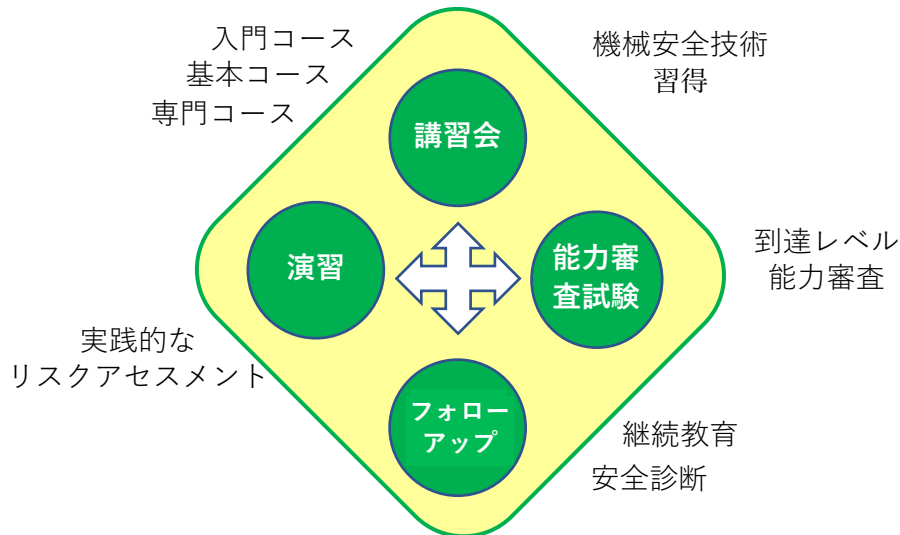 入門コース
基本コース
専門コース
機械安全技術
習得
講習会
演習
能力審
査試験
到達レベル
能力審査
実践的な
リスクアセスメント
フォロー
アップ
継続教育
安全診断